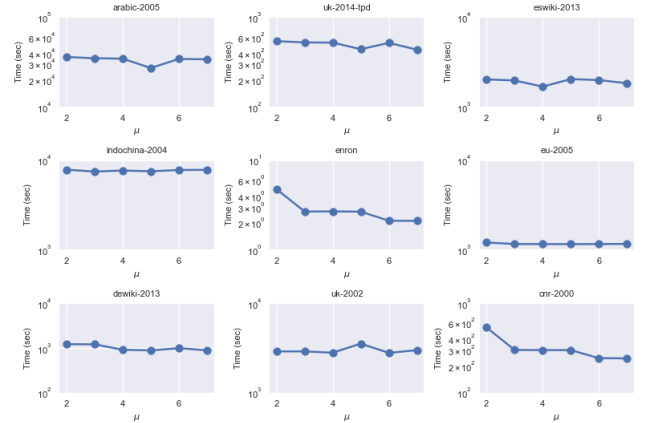 arabic-2005
uk-2014-tpd
eswiki-2013
10⁵
10³
10⁴
Time (sec)
6 × 10⁴
4 × 10⁴
3 × 10⁴
2 × 10⁴
10⁴
2 4 6
μ
Time (sec)
6 × 10²
4 × 10²
3 × 10²
2 × 10²
10²
2 4 6
μ
Time (sec)
10³
2 4 6
μ
indochina-2004
enron
eu-2005
10⁴
10¹
10⁴
Time (sec)
10³
2 4 6
μ
Time (sec)
6 × 10⁰
4 × 10⁰
3 × 10⁰
2 × 10⁰
10⁰
2 4 6
μ
Time (sec)
10³
2 4 6
μ
dewiki-2013
uk-2002
cnr-2000
10⁴
10⁴
10³
Time (sec)
10³
10²
2 4 6
μ
Time (sec)
10³
2 4 6
μ
Time (sec)
6 × 10²
4 × 10²
3 × 10²
2 × 10²
10²
2 4 6
μ